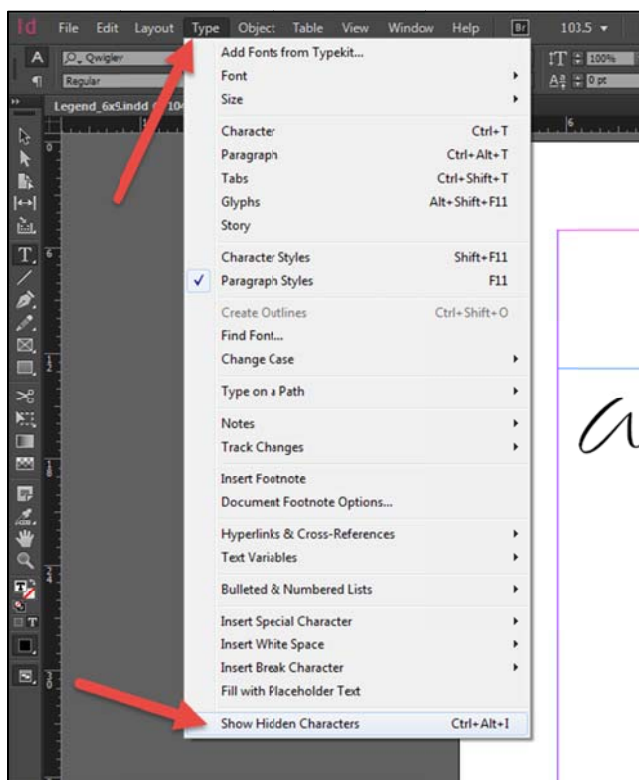 Id File Edit Layout Type Object Table View Window Help Br 103.5
A Qwigley 100%
¶ Regular 0 pt
Legend_6x9.indd @ 104
Add Fonts from Typekit...
Font
Size
Character Ctrl+T
Paragraph Ctrl+Alt+T
Tabs Ctrl+Shift+T
Glyphs Alt+Shift+F11
Story
Character Styles Shift+F11
✓ Paragraph Styles F11
Create Outlines Ctrl+Shift+O
Find Font...
Change Case
Type on a Path
Notes
Track Changes
Insert Footnote
Document Footnote Options...
Hyperlinks & Cross-References
Text Variables
Bulleted & Numbered Lists
Insert Special Character
Insert White Space
Insert Break Character
Fill with Placeholder Text
Show Hidden Characters Ctrl+Alt+I